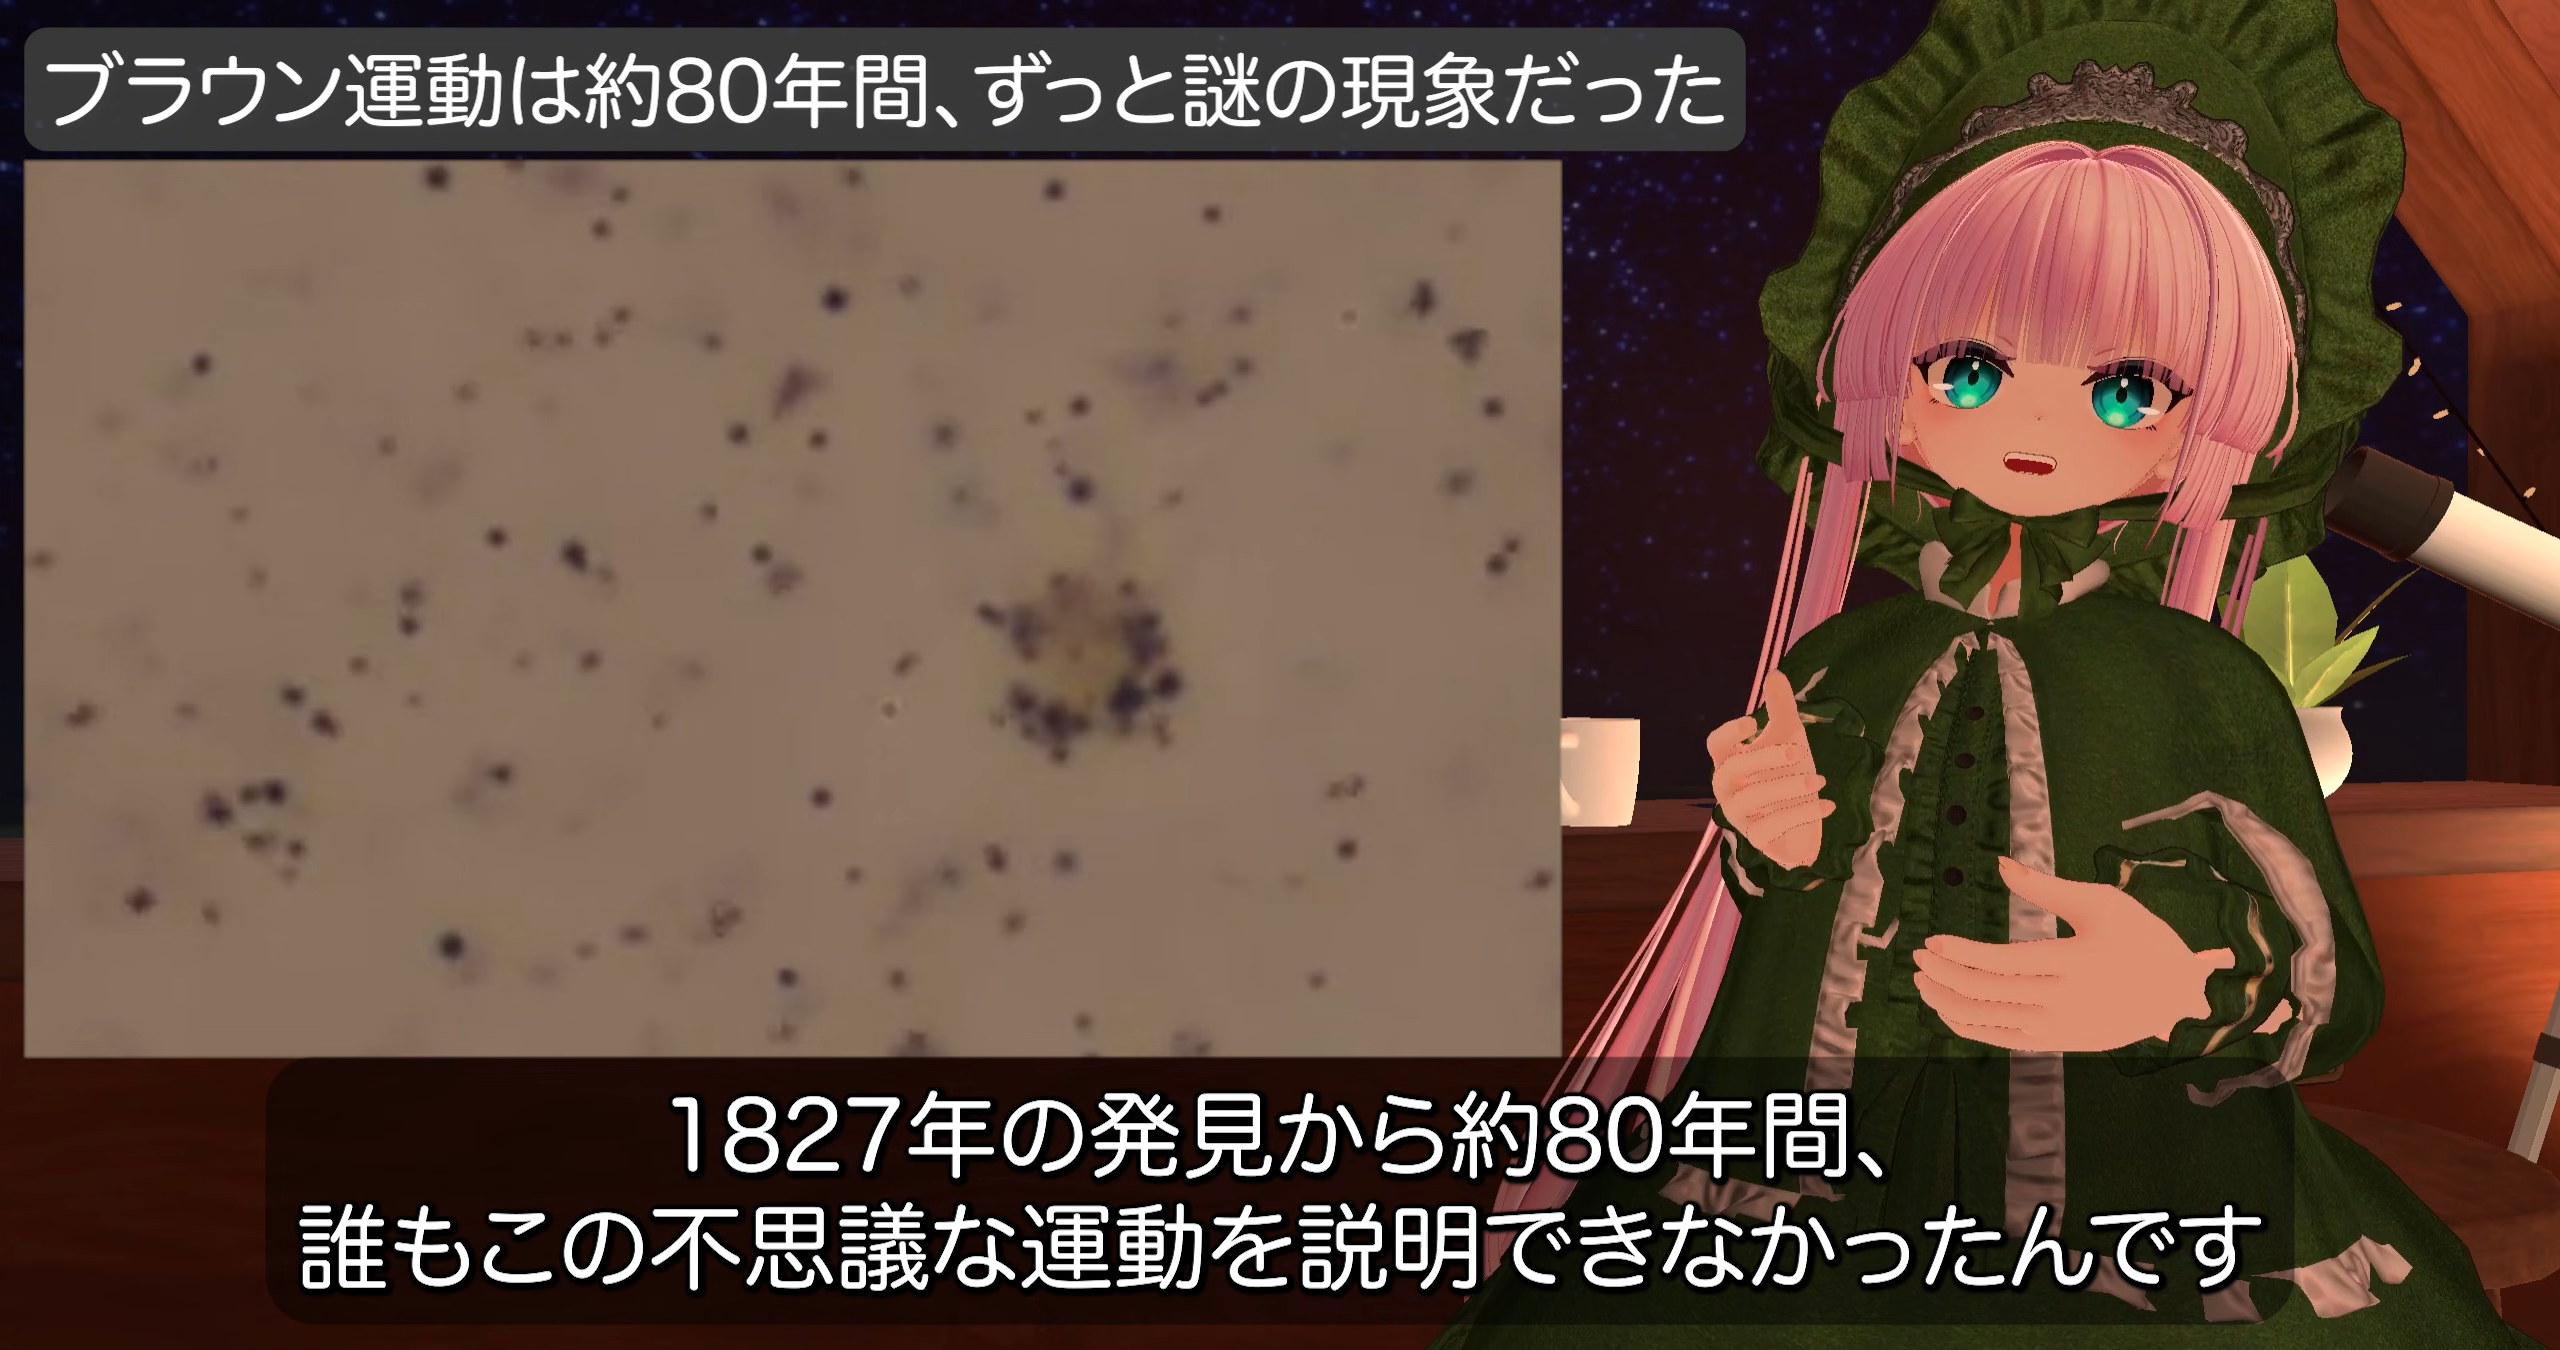 ブラウン運動は約80年間、ずっと謎の現象だった
1827年の発見から約80年間、
誰もこの不思議な運動を説明できなかったんです